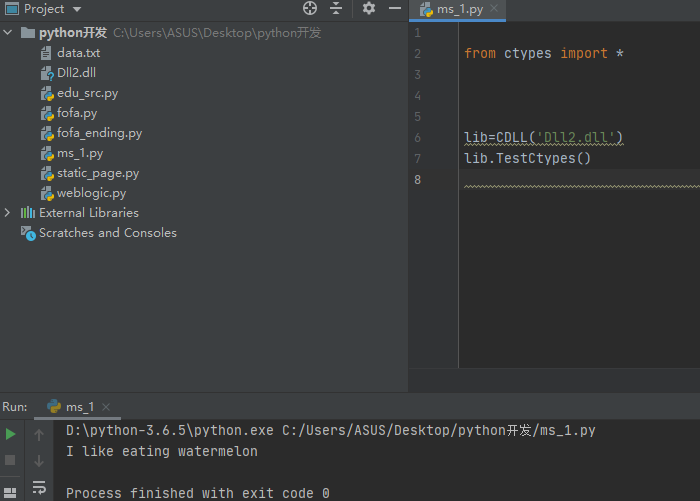 Project
python开发 C:\Users\ASUS\Desktop\python开发
data.txt
Dll2.dll
edu_src.py
fofa.py
fofa_ending.py
ms_1.py
static_page.py
weblogic.py
External Libraries
Scratches and Consoles
ms_1.py
1
2 from ctypes import *
3
4
5
6 lib=CDLL('Dll2.dll')
7 lib.TestCtypes()
8
Run: ms_1
D:\python-3.6.5\python.exe C:/Users/ASUS/Desktop/python开发/ms_1.py
I like eating watermelon
Process finished with exit code 0